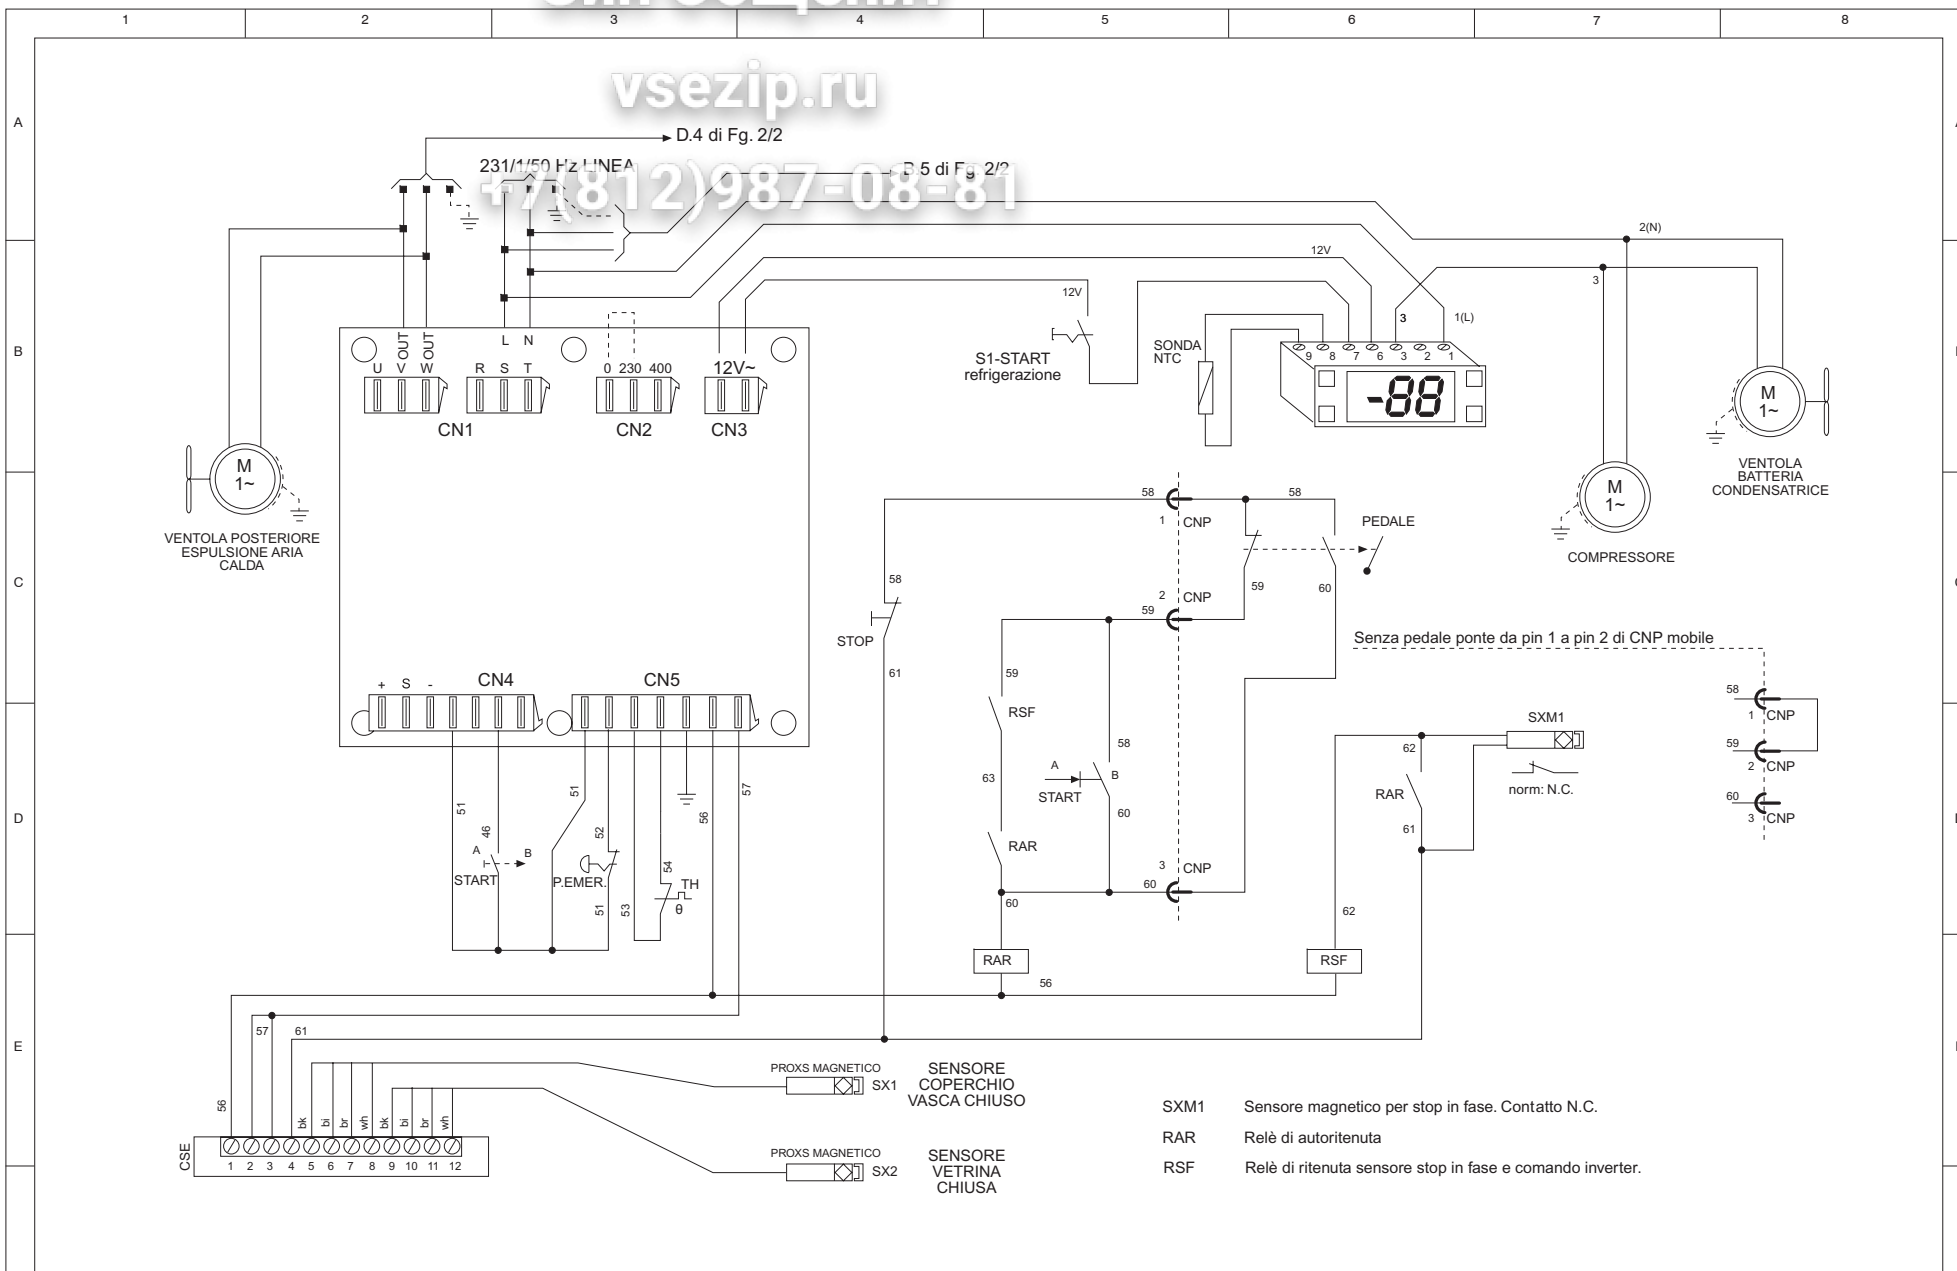 1 2 3 4 5 6 7 8
vsezip.ru
A
D.4 di Fg. 2/2
231/1/50 Hz LINEA
B.5 di Fg. 2/2
+7(812)987-08-81
2(N)
12V
3
12V
3
1(L)
B
L N
U V OUT W OUT
R S T
0 230 400
12V~
CN1
CN2
CN3
S1-START
refrigerazione
SONDA
NTC
9 8 7 6 3 2 1
-88
M
1~
VENTOLA
BATTERIA
CONDENSATRICE
M
1~
VENTOLA POSTERIORE
ESPULSIONE ARIA
CALDA
M
1~
COMPRESSORE
C
58
1 CNP
58
PEDALE
58
STOP
61
2 CNP
59
59
60
Senza pedale ponte da pin 1 a pin 2 di CNP mobile
+ S -
CN4
CN5
59
RSF
63
RAR
58
A
B
START
60
3 CNP
60
60
SXM1
norm: N.C.
62
RAR
61
62
58
1 CNP
59
2 CNP
60
3 CNP
D
51
46
A
B
START
51
52
P.EMER.
51
53
54
TH
θ
56
57
RAR
RSF
56
E
57
61
56
bk
bi
br
wh
bk
bi
br
wh
CSE
1 2 3 4 5 6 7 8 9 10 11 12
PROXS MAGNETICO
SX1
SENSORE
COPERCHIO
VASCA CHIUSO
PROXS MAGNETICO
SX2
SENSORE
VETRINA
CHIUSA
SXM1 Sensore magnetico per stop in fase. Contatto N.C.
RAR Relè di autoritenuta
RSF Relè di ritenuta sensore stop in fase e comando inverter.